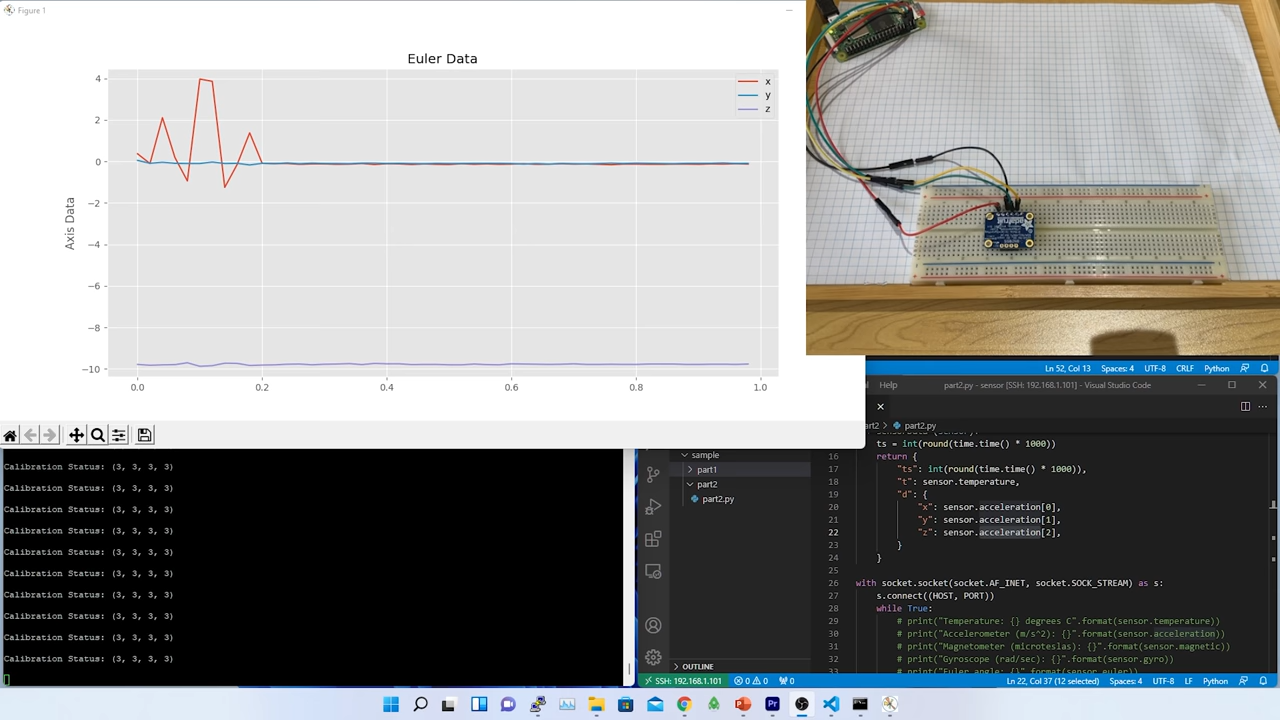 Figure 1
Euler Data
x
y
z
4
2
0
−2
−4
−6
−8
−10
Axis Data
0.0
0.2
0.4
0.6
0.8
1.0
adafruit
Ln 52, Col 13 Spaces: 4 UTF-8 CRLF Python
Help part2.py - sensor [SSH: 192.168.1.101] - Visual Studio Code
part2.py
ts = int(round(time.time() * 1000))
16 return {
17 "ts": int(round(time.time() * 1000)),
18 "t": sensor.temperature,
19 "d": {
20 "x": sensor.acceleration[0],
21 "y": sensor.acceleration[1],
22 "z": sensor.acceleration[2],
23 }
24 }
25
26 with socket.socket(socket.AF_INET, socket.SOCK_STREAM) as s:
27 s.connect((HOST, PORT))
28 while True:
29 # print("Temperature: {} degrees C".format(sensor.temperature))
30 # print("Accelerometer (m/s^2): {}".format(sensor.acceleration))
31 # print("Magnetometer (microteslas): {}".format(sensor.magnetic))
32 # print("Gyroscope (rad/sec): {}".format(sensor.gyro))
33 # print("Euler angle: {}".format(sensor.euler))
sample
part1
part2
part2.py
OUTLINE
SSH: 192.168.1.101 0 0 0 Ln 22, Col 37 (12 selected) Spaces: 4 UTF-8 LF Python
Calibration Status: (3, 3, 3, 3)
Calibration Status: (3, 3, 3, 3)
Calibration Status: (3, 3, 3, 3)
Calibration Status: (3, 3, 3, 3)
Calibration Status: (3, 3, 3, 3)
Calibration Status: (3, 3, 3, 3)
Calibration Status: (3, 3, 3, 3)
Calibration Status: (3, 3, 3, 3)
Calibration Status: (3, 3, 3, 3)
Calibration Status: (3, 3, 3, 3)